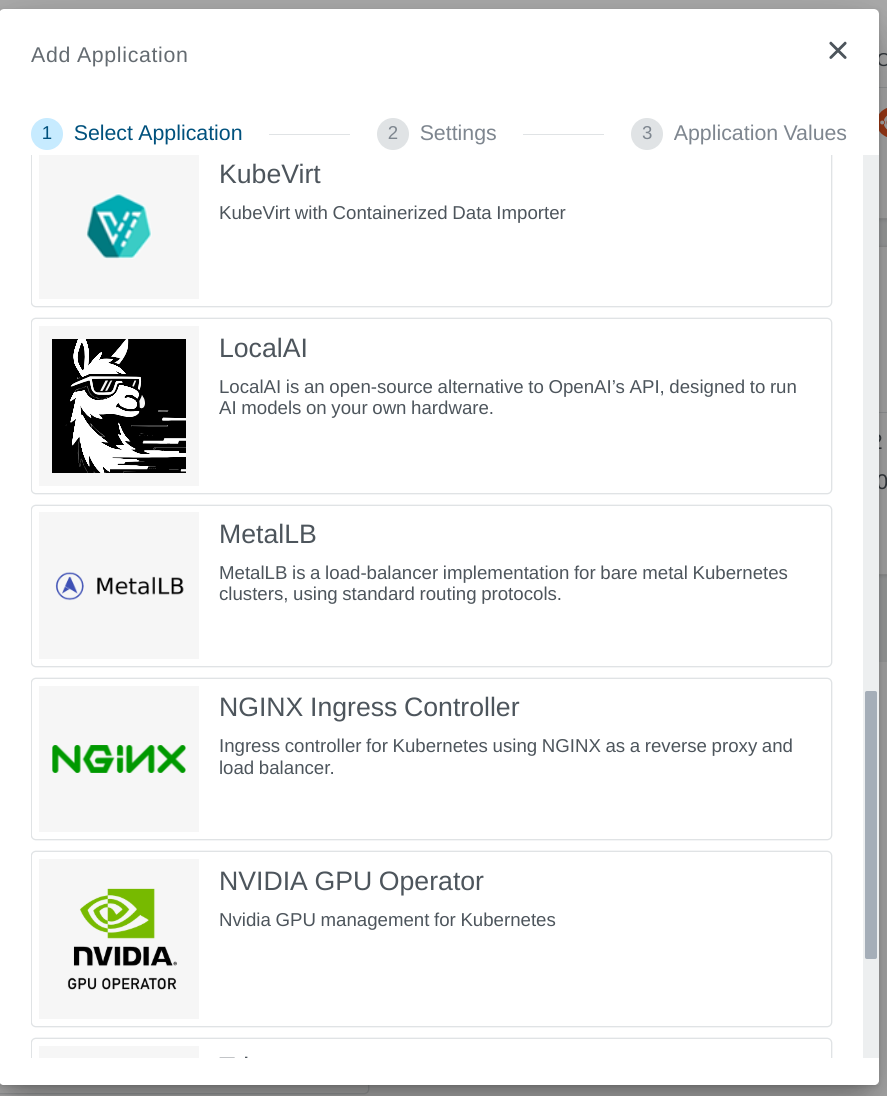 Add Application
1 Select Application
2 Settings
3 Application Values
KubeVirt
KubeVirt with Containerized Data Importer
LocalAI
LocalAI is an open-source alternative to OpenAI’s API, designed to run
AI models on your own hardware.
MetalLB
MetalLB
MetalLB is a load-balancer implementation for bare metal Kubernetes
clusters, using standard routing protocols.
NGINX
NGINX Ingress Controller
Ingress controller for Kubernetes using NGINX as a reverse proxy and
load balancer.
NVIDIA.
GPU OPERATOR
NVIDIA GPU Operator
Nvidia GPU management for Kubernetes